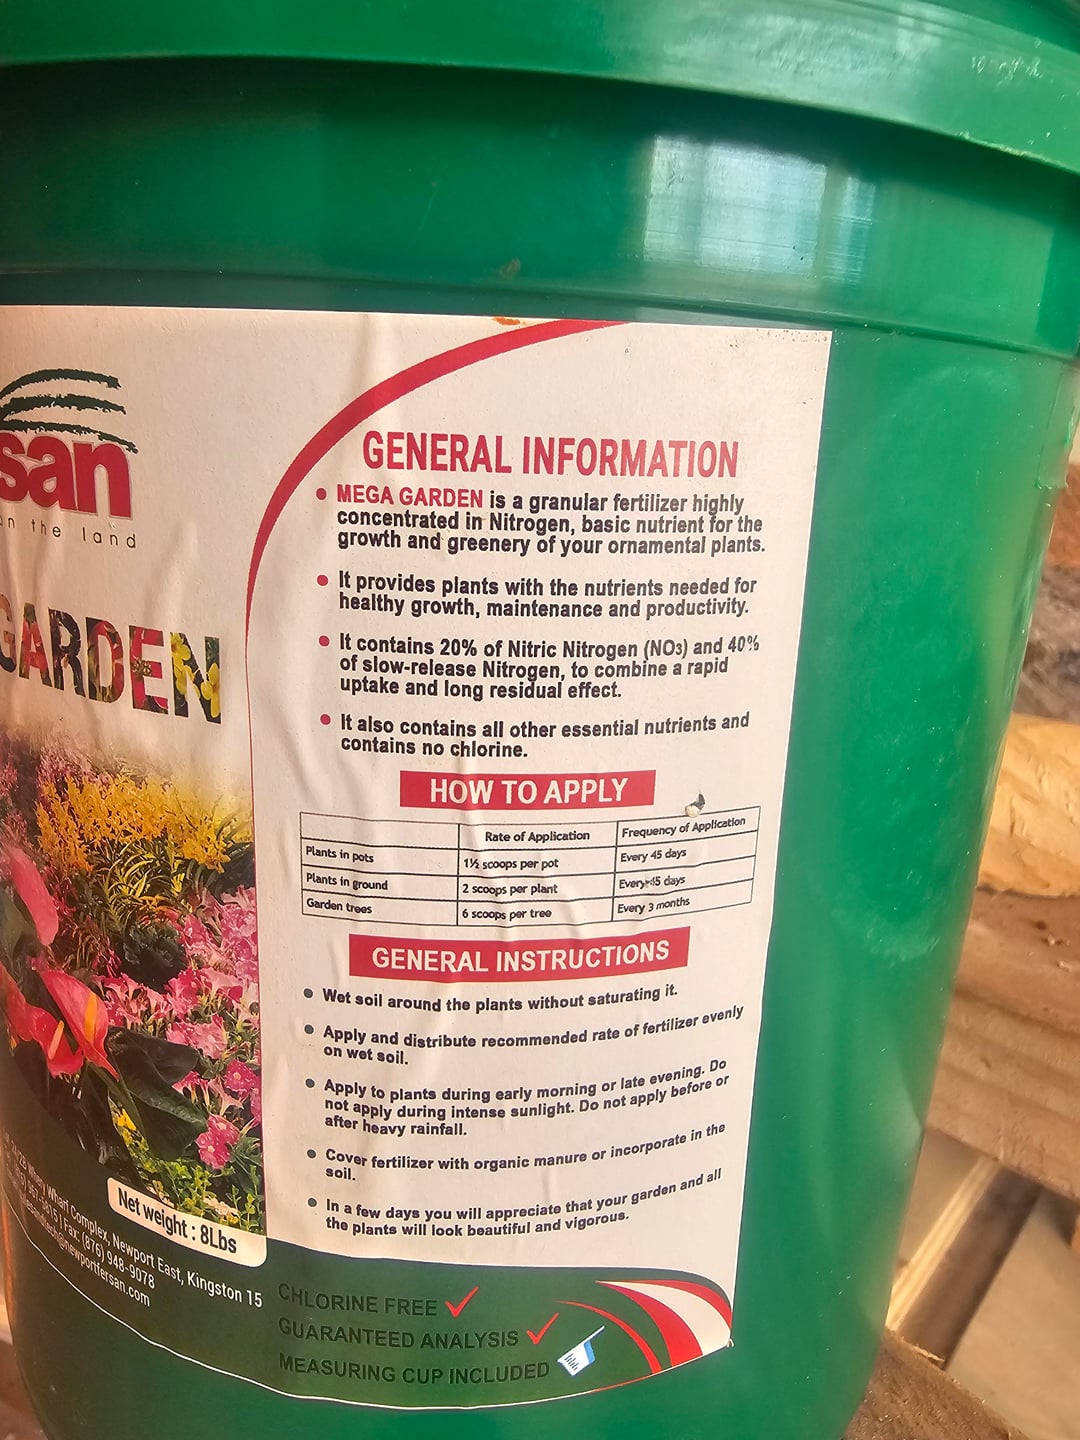 san
on the land
GARDEN
GENERAL INFORMATION
• MEGA GARDEN is a granular fertilizer highly
concentrated in Nitrogen, basic nutrient for the
growth and greenery of your ornamental plants.
• It provides plants with the nutrients needed for
healthy growth, maintenance and productivity.
• It contains 20% of Nitric Nitrogen (NO3) and 40%
of slow-release Nitrogen, to combine a rapid
uptake and long residual effect.
• It also contains all other essential nutrients and
contains no chlorine.
HOW TO APPLY
Rate of Application Frequency of Application
Plants in pots 1½ scoops per pot Every 45 days
Plants in ground 2 scoops per plant Every 45 days
Garden trees 6 scoops per tree Every 3 months
GENERAL INSTRUCTIONS
• Wet soil around the plants without saturating it.
• Apply and distribute recommended rate of fertilizer evenly
on wet soil.
• Apply to plants during early morning or late evening. Do
not apply during intense sunlight. Do not apply before or
after heavy rainfall.
• Cover fertilizer with organic manure or incorporate in the
soil.
• In a few days you will appreciate that your garden and all
the plants will look beautiful and vigorous.
Net weight : 8Lbs
Wharf Complex, Newport East, Kingston 15
| Fax: (876) 948-9078
@newportfersan.com
CHLORINE FREE
GUARANTEED ANALYSIS
MEASURING CUP INCLUDED